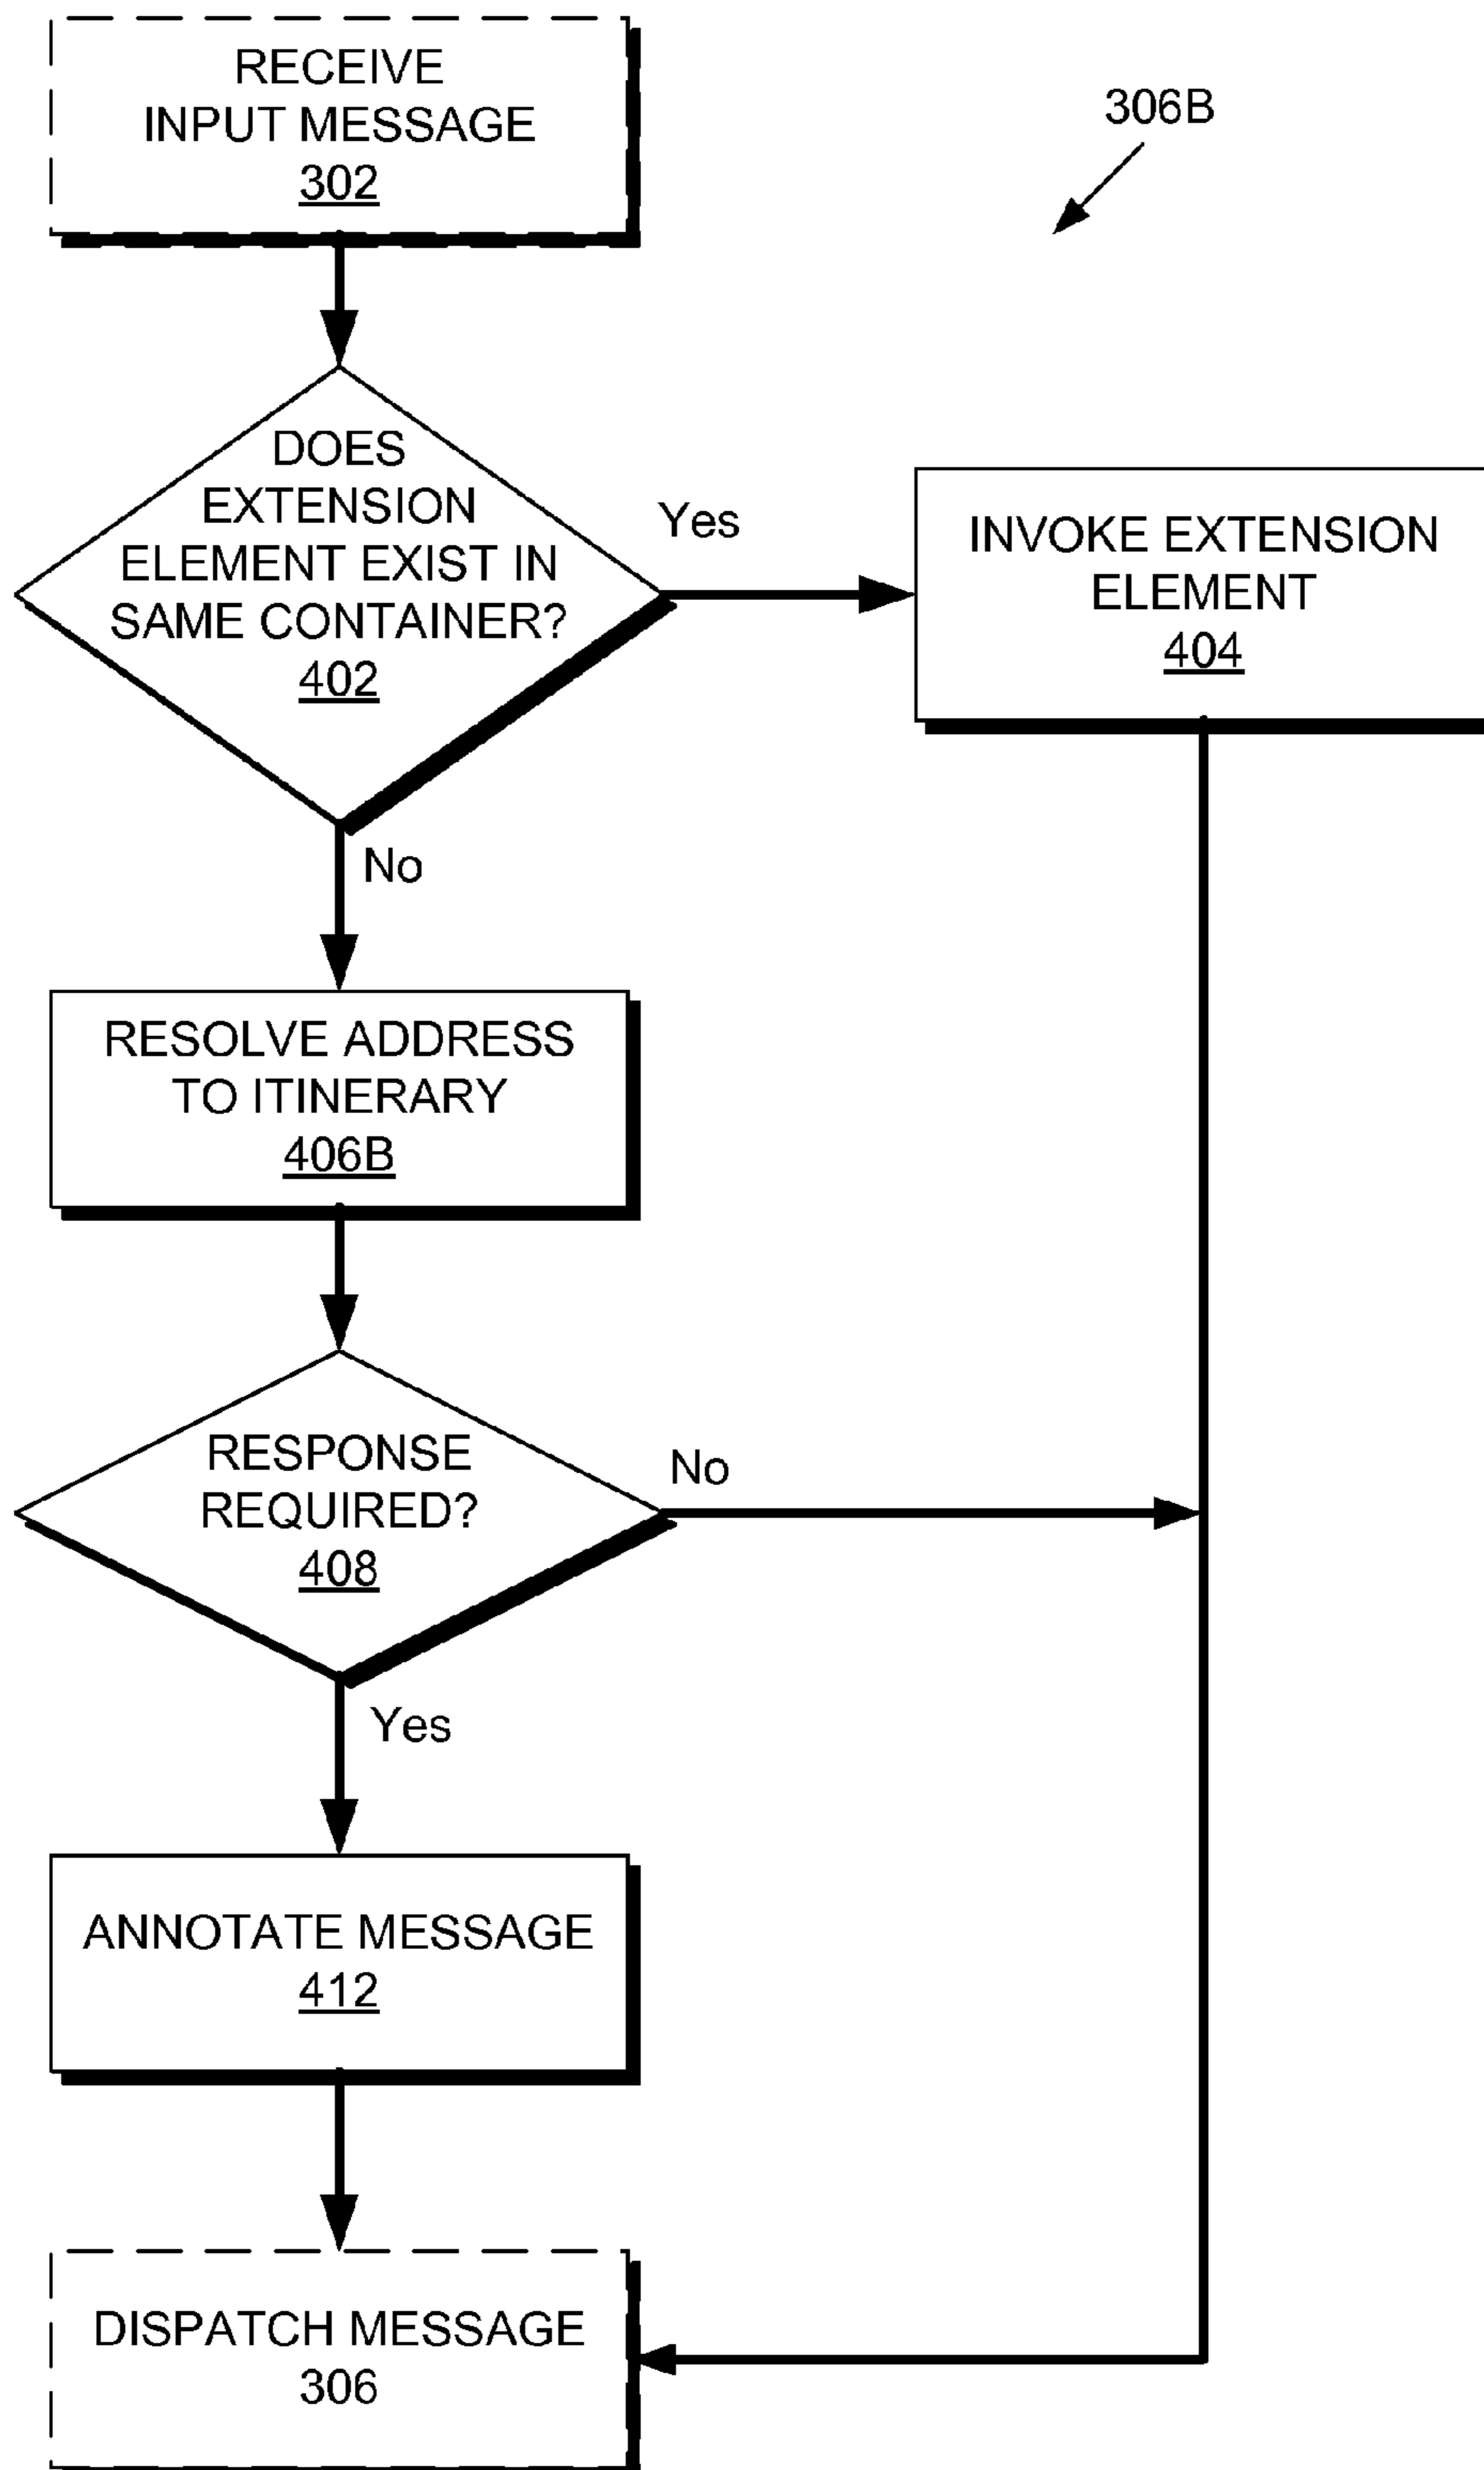 RECEIVE
INPUT MESSAGE
302
306B
DOES
EXTENSION
ELEMENT EXIST IN
SAME CONTAINER?
402
Yes
INVOKE EXTENSION
ELEMENT
404
No
RESOLVE ADDRESS
TO ITINERARY
406B
RESPONSE
REQUIRED?
408
No
Yes
ANNOTATE MESSAGE
412
DISPATCH MESSAGE
306